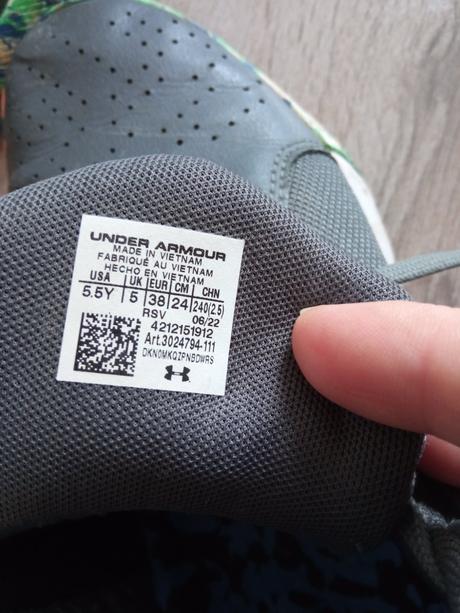 UNDER ARMOUR
MADE IN VIETNAM
FABRIQUÉ AU VIETNAM
HECHO EN VIETNAM
USA UK EUR CM CHN
5.5Y 5 38 24 240(2.5)
RSV 06/22
4212151912
Art.3024794-111
DKN0MKQZPNBDWRS